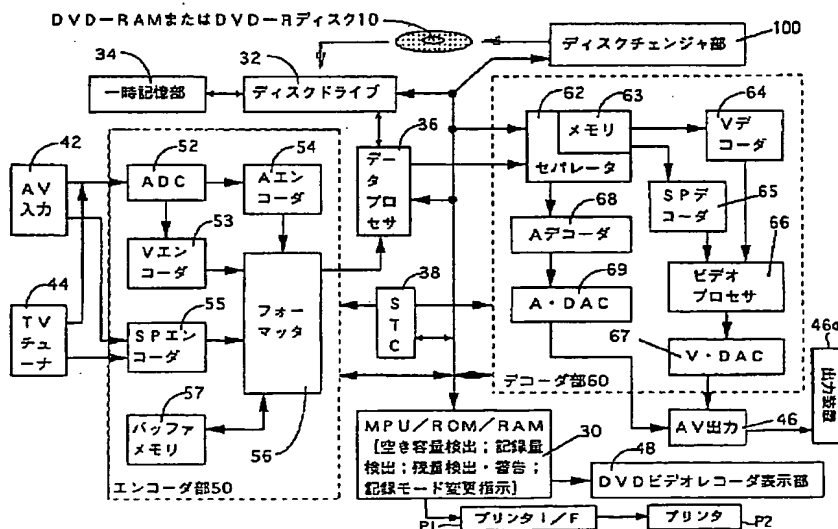 DVD-RAMまたはDVD-Rディスク10
ディスクチェンジャ部
100
34
一時記憶部
32
ディスクドライブ
42
AV
入力
52
ADC
54
Aエン
コーダ
53
Vエン
コーダ
44
TV
チュー
ナ
55
SPエン
コーダ
フォー
マッタ
56
57
バッファ
メモリ
エンコーダ部50
36
データ
プロセサ
38
STC
62
63
メモリ
セパレータ
64
Vデ
コーダ
SPデ
コーダ
65
68
Aデコーダ
66
ビデオ
プロセサ
69
A・DAC
67
V・DAC
デコーダ部60
46a
出力装置
AV出力
46
MPU/ROM/RAM
[空き容量検出;記録量
検出;残量検出・警告;
記録モード変更指示]
30
48
DVDビデオレコーダ表示部
P1
プリンタI/F
プリンタ
P2